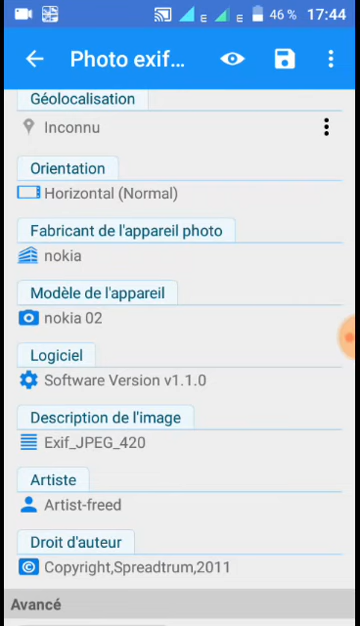 46 % 17:44
E E
Photo exif...
Géolocalisation
Inconnu
Orientation
Horizontal (Normal)
Fabricant de l'appareil photo
nokia
Modèle de l'appareil
nokia 02
Logiciel
Software Version v1.1.0
Description de l'image
Exif_JPEG_420
Artiste
Artist-freed
Droit d'auteur
Copyright,Spreadtrum,2011
Avancé